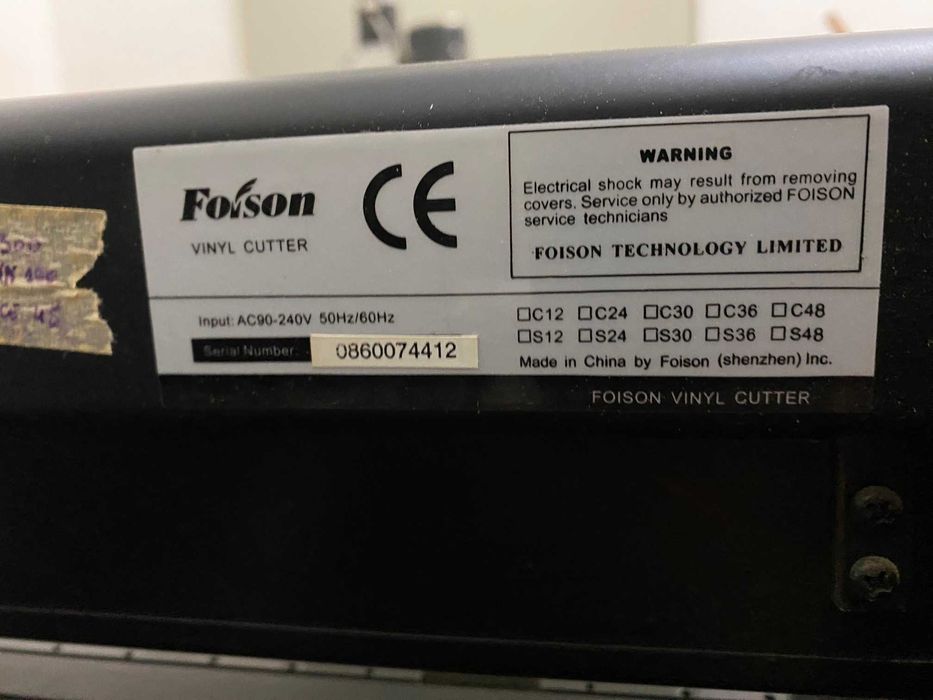 Foison
VINYL CUTTER
CE
WARNING
Electrical shock may result from removing
covers. Service only by authorized FOISON
service technicians
FOISON TECHNOLOGY LIMITED
Input: AC90-240V 50Hz/60Hz
Serial Number:
0860074412
☐C12 ☐C24 ☐C30 ☐C36 ☐C48
☐S12 ☐S24 ☐S30 ☐S36 ☐S48
Made in China by Foison (shenzhen) Inc.
FOISON VINYL CUTTER